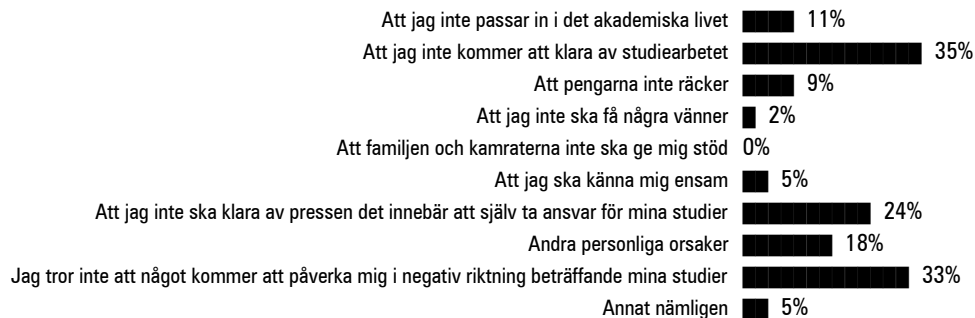 Att jag inte passar in i det akademiska livet 11%
Att jag inte kommer att klara av studiearbetet 35%
Att pengarna inte räcker 9%
Att jag inte ska få några vänner 2%
Att familjen och kamraterna inte ska ge mig stöd 0%
Att jag ska känna mig ensam 5%
Att jag inte ska klara av pressen det innebär att själv ta ansvar för mina studier 24%
Andra personliga orsaker 18%
Jag tror inte att något kommer att påverka mig i negativ riktning beträffande mina studier 33%
Annat nämligen 5%